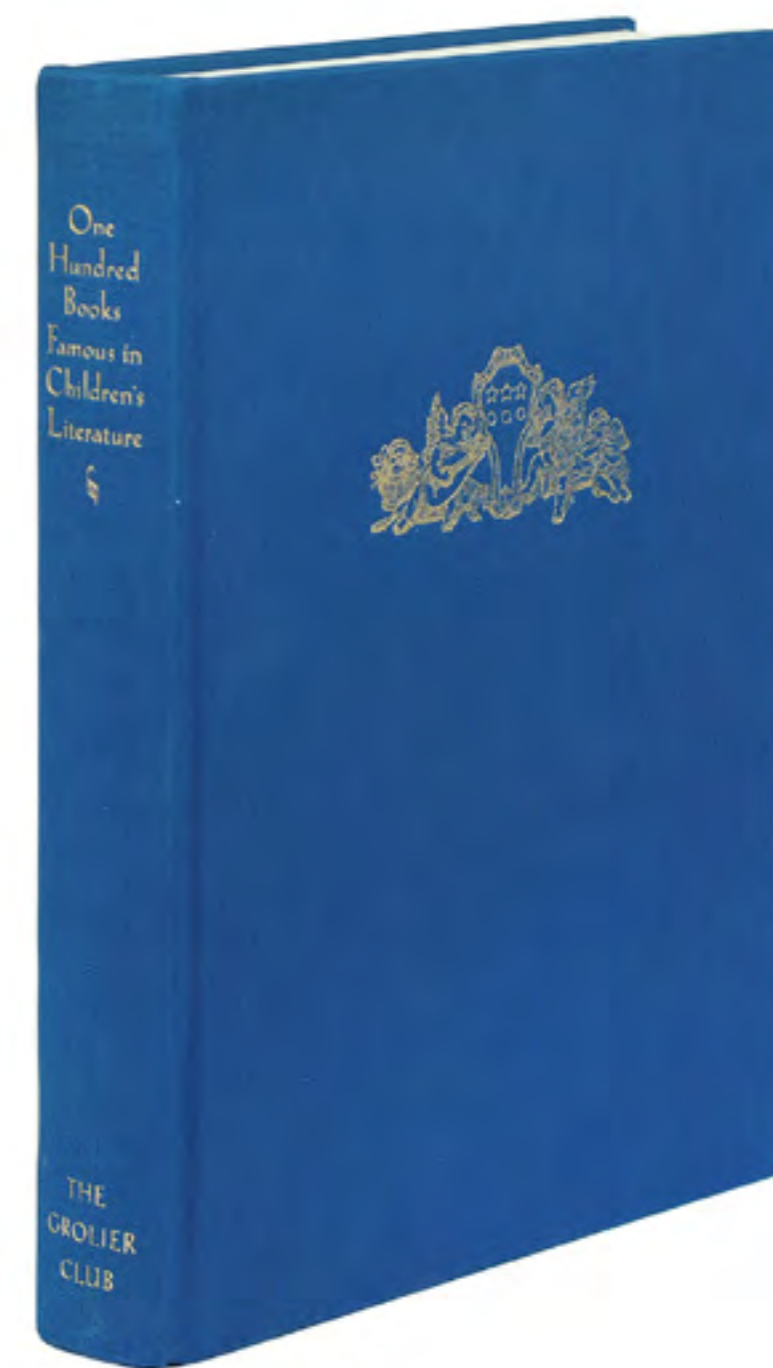 One
Hundred
Books
Famous in
Children's
Literature
THE
GROLIER
CLUB